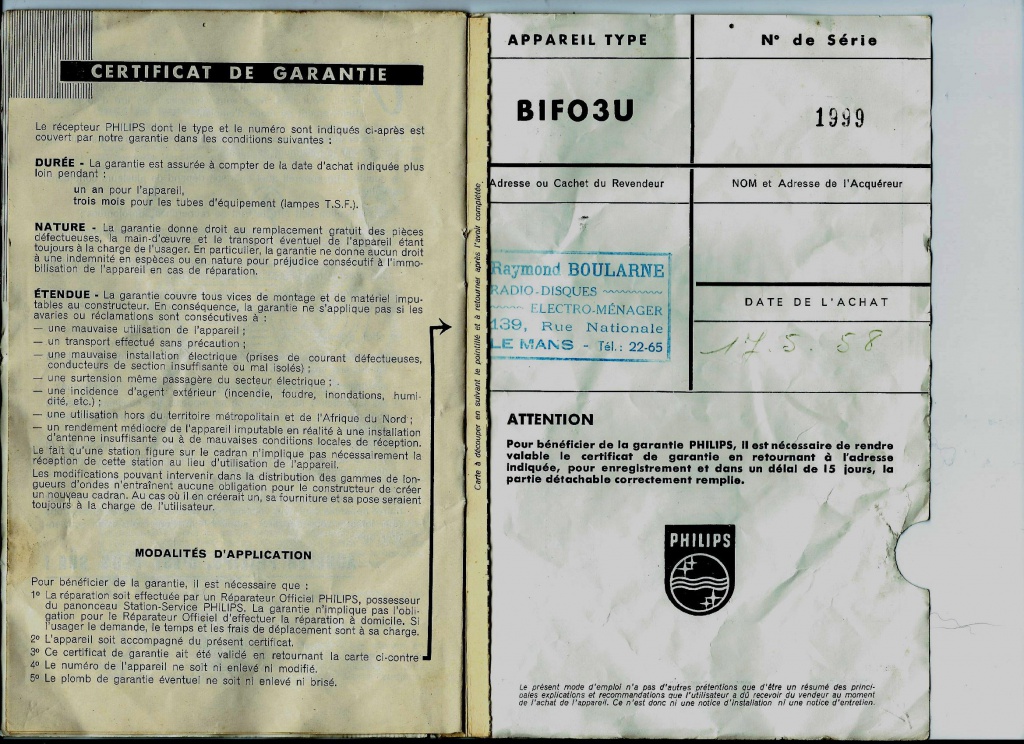 CERTIFICAT DE GARANTIE
Le récepteur PHILIPS dont le type et le numéro sont indiqués ci-après est
couvert par notre garantie dans les conditions suivantes :
DURÉE - La garantie est assurée à compter de la date d'achat indiquée plus
loin pendant :
un an pour l'appareil,
trois mois pour les tubes d'équipement (lampes T.S.F.).
NATURE - La garantie donne droit au remplacement gratuit des pièces
défectueuses, la main-d'œuvre et le transport éventuel de l'appareil étant
toujours à la charge de l'usager. En particulier, la garantie ne donne aucun droit
à une indemnité en espèces ou en nature pour préjudice consécutif à l'immo-
bilisation de l'appareil en cas de réparation.
ÉTENDUE - La garantie couvre tous vices de montage et de matériel impu-
tables au constructeur. En conséquence, la garantie ne s'applique pas si les
avaries ou réclamations sont consécutives à :
— une mauvaise utilisation de l'appareil ;
— un transport effectué sans précaution ;
— une mauvaise installation électrique (prises de courant défectueuses,
conducteurs de section insuffisante ou mal isolés) ;
— une surtension même passagère du secteur électrique ;
— une incidence d'agent extérieur (incendie, foudre, inondations, humi-
dité, etc.) ;
— une utilisation hors du territoire métropolitain et de l'Afrique du Nord ;
— un rendement médiocre de l'appareil imputable en réalité à une installation
d'antenne insuffisante ou à de mauvaises conditions locales de réception.
Le fait qu'une station figure sur le cadran n'implique pas nécessairement la
réception de cette station au lieu d'utilisation de l'appareil.
Les modifications pouvant intervenir dans la distribution des gammes de lon-
gueurs d'ondes n'entraînent aucune obligation pour le constructeur de créer
un nouveau cadran. Au cas où il en créerait un, sa fourniture et sa pose seraient
toujours à la charge de l'utilisateur.
MODALITÉS D'APPLICATION
Pour bénéficier de la garantie, il est nécessaire que :
1º La réparation soit effectuée par un Réparateur Officiel PHILIPS, possesseur
du panonceau Station-Service PHILIPS. La garantie n'implique pas l'obli-
gation pour le Réparateur Officiel d'effectuer la réparation à domicile. Si
l'usager le demande, le temps et les frais de déplacement sont à sa charge.
2º L'appareil soit accompagné du présent certificat.
3º Ce certificat de garantie ait été validé en retournant la carte ci-contre
4º Le numéro de l'appareil ne soit ni enlevé ni modifié.
5º Le plomb de garantie éventuel ne soit ni enlevé ni brisé.
Carte à découper en suivant le pointillé et à retourner après l'avoir complétée.
APPAREIL TYPE
BIF03U
Nº de Série
1999
Adresse ou Cachet du Revendeur
Raymond BOULARNE
RADIO-DISQUES
ELECTRO-MÉNAGER
139, Rue Nationale
LE MANS - Tél.: 22-65
NOM et Adresse de l'Acquéreur
DATE DE L'ACHAT
17.5.58
ATTENTION
Pour bénéficier de la garantie PHILIPS, il est nécessaire de rendre
valable le certificat de garantie en retournant à l'adresse
indiquée, pour enregistrement et dans un délai de 15 jours, la
partie détachable correctement remplie.
PHILIPS
Le présent mode d'emploi n'a pas d'autres prétentions que d'être un résumé des princi-
pales explications et recommandations que l'utilisateur a dû recevoir du vendeur au moment
de l'achat de l'appareil. Ce n'est donc ni une notice d'installation ni une notice d'entretien.